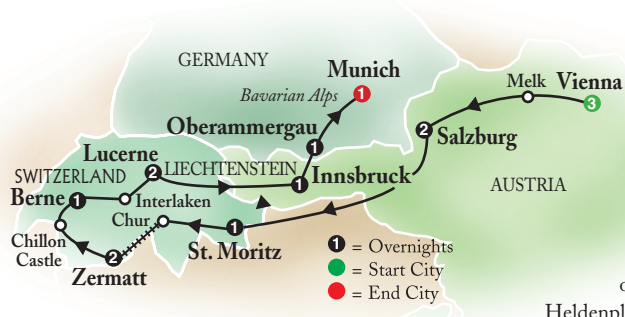 GERMANY
Munich
1
Bavarian Alps
Melk
Vienna
3
Oberammergau
1
2
Salzburg
Lucerne
2
LIECHTENSTEIN
1
Innsbruck
SWITZERLAND
Berne
1
Interlaken
AUSTRIA
Chur
Chillon
Castle
1
St. Moritz
2
Zermatt
1 = Overnights
= Start City
= End City
o
Heldenpl